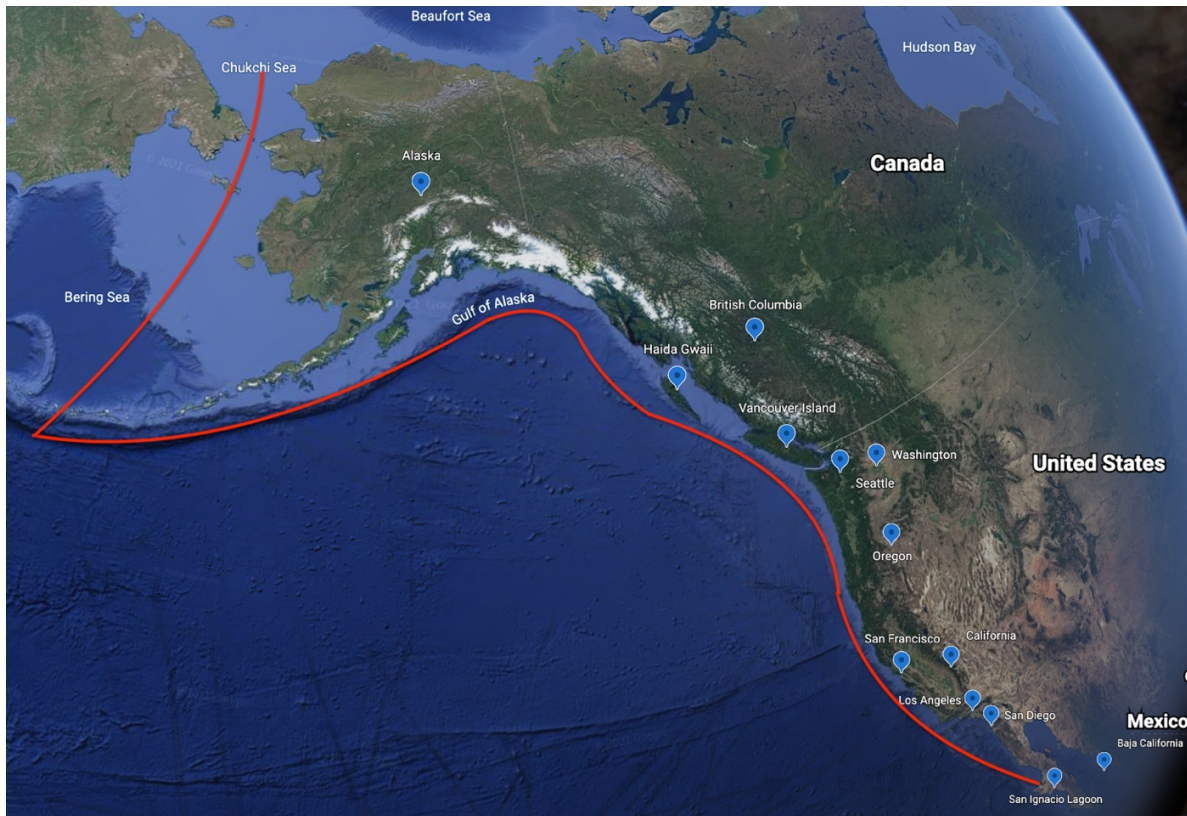 Beaufort Sea
Hudson Bay
Chukchi Sea
Alaska
Canada
Bering Sea
Gulf of Alaska
British Columbia
Haida Gwaii
Vancouver Island
Washington
United States
Seattle
Oregon
San Francisco
California
Los Angeles
San Diego
Mexico
Baja California
San Ignacio Lagoon